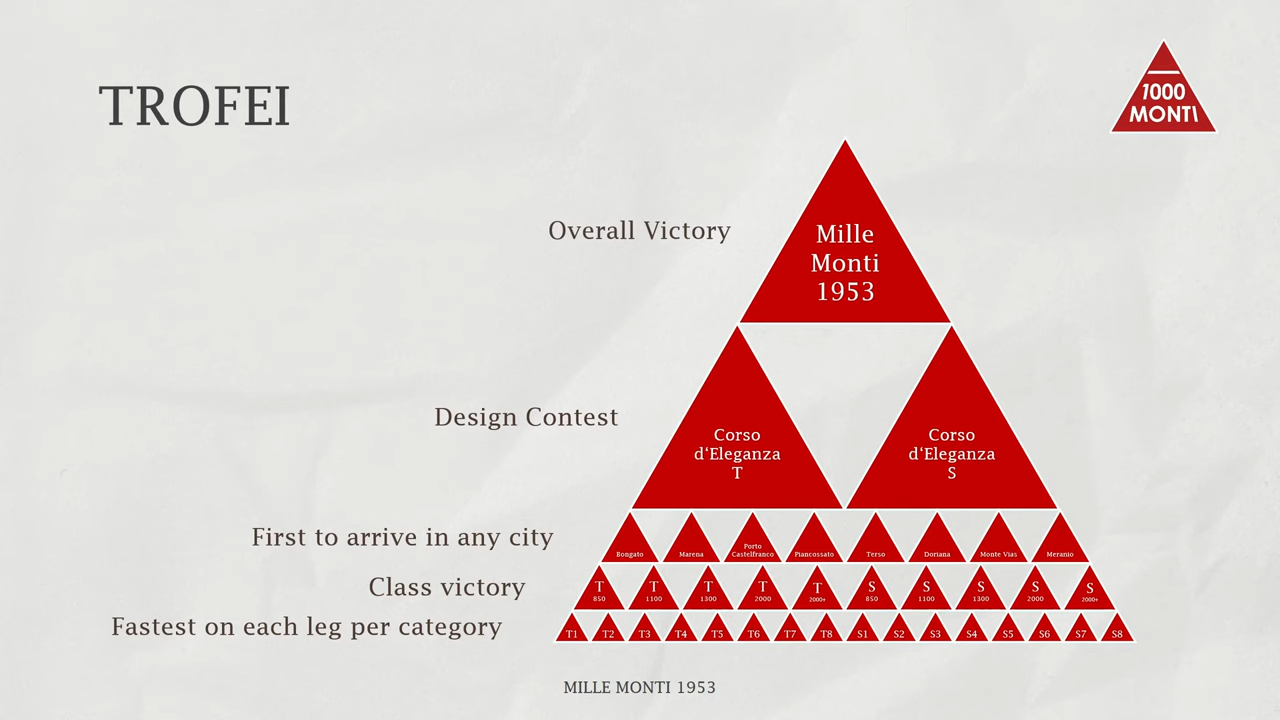 TROFEI
1000
MONTI
Overall Victory
Mille
Monti
1953
Design Contest
Corso
d‘Eleganza
T
Corso
d‘Eleganza
S
First to arrive in any city
Bongato
Marena
Porto
Castelfranco
Piancossato
Terso
Doriana
Monte Vias
Meranio
Class victory
T
850
T
1100
T
1300
T
2000
T
2000+
S
850
S
1100
S
1300
S
2000
S
2000+
Fastest on each leg per category
T1 T2 T3 T4 T5 T6 T7 T8 S1 S2 S3 S4 S5 S6 S7 S8
MILLE MONTI 1953